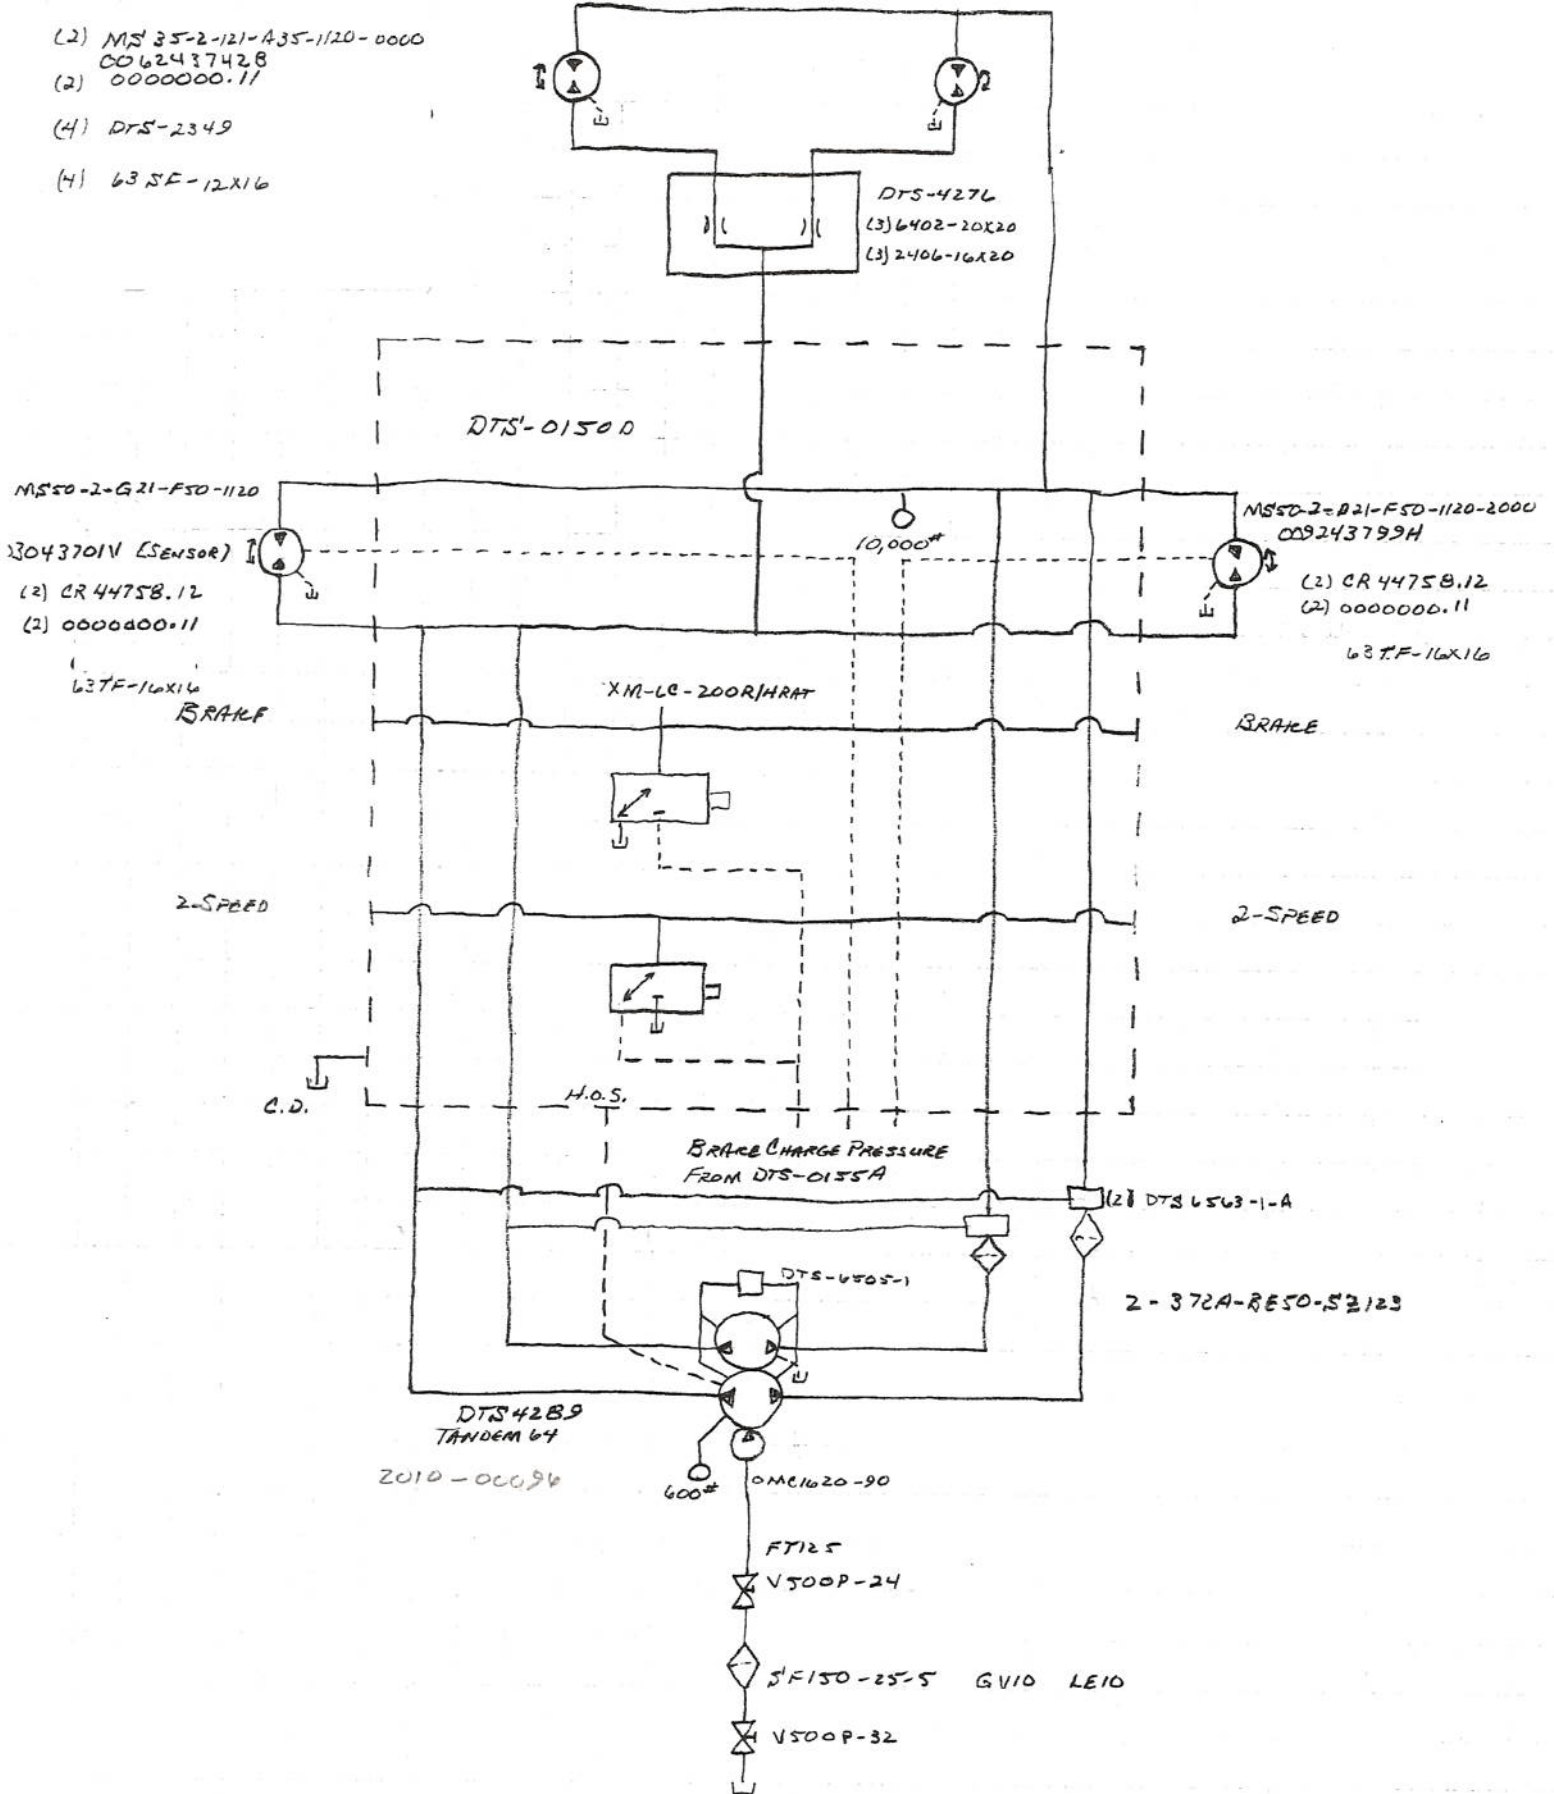 (2) MS 35-2-121-A35-1120-0000
006243742B
(2) 0000000.11
(4) DTS-2349
(4) 63 SF-12X16
DTS-4276
(3) 6402-20X20
(3) 2406-16X20
DTS-0150D
MS50-2-G21-F50-1120
MS50-2-D21-F50-1120-2000
009243799H
10,000#
03043701V (SENSOR)
(2) CR 44758.12
(2) 0000000.11
63TF-16X16
(2) CR 44758.12
(2) 0000000.11
63TF-16X16
XM-LC-200R/HRAT
BRAKE
BRAKE
2-SPEED
2-SPEED
C.D.
H.O.S.
BRAKE CHARGE PRESSURE
FROM DTS-0155A
(2) DTS 6563-1-A
DTS-6505-1
2-372A-BE50-SZ123
DTS 4289
TANDEM 64
2010-00096
600#
OMC1620-90
FT125
V500P-24
SF150-25-5 GV10 LE10
V500P-32